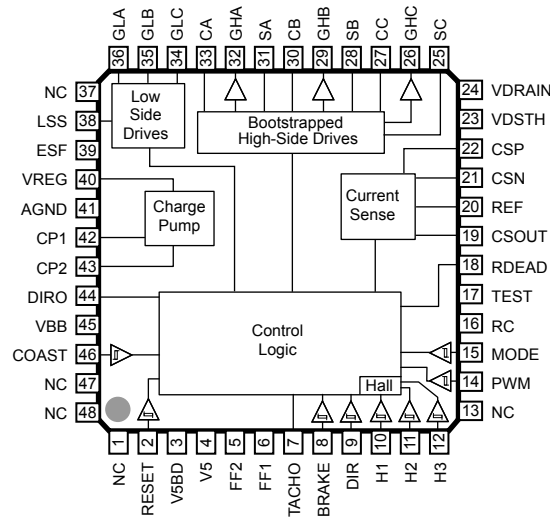 GLA
GLB
GLC
CA
GHA
SA
CB
GHB
SB
CC
GHC
SC
36
35
34
33
32
31
30
29
28
27
26
25
NC 37
LSS 38
ESF 39
VREG 40
AGND 41
CP1 42
CP2 43
DIRO 44
VBB 45
COAST 46
NC 47
NC 48
Low
Side
Drives
Bootstrapped
High-Side Drives
Charge
Pump
Current
Sense
Control
Logic
Hall
24 VDRAIN
23 VDSTH
22 CSP
21 CSN
20 REF
19 CSOUT
18 RDEAD
17 TEST
16 RC
15 MODE
14 PWM
13 NC
1
2
3
4
5
6
7
8
9
10
11
12
NC
RESET
V5BD
V5
FF2
FF1
TACHO
BRAKE
DIR
H1
H2
H3